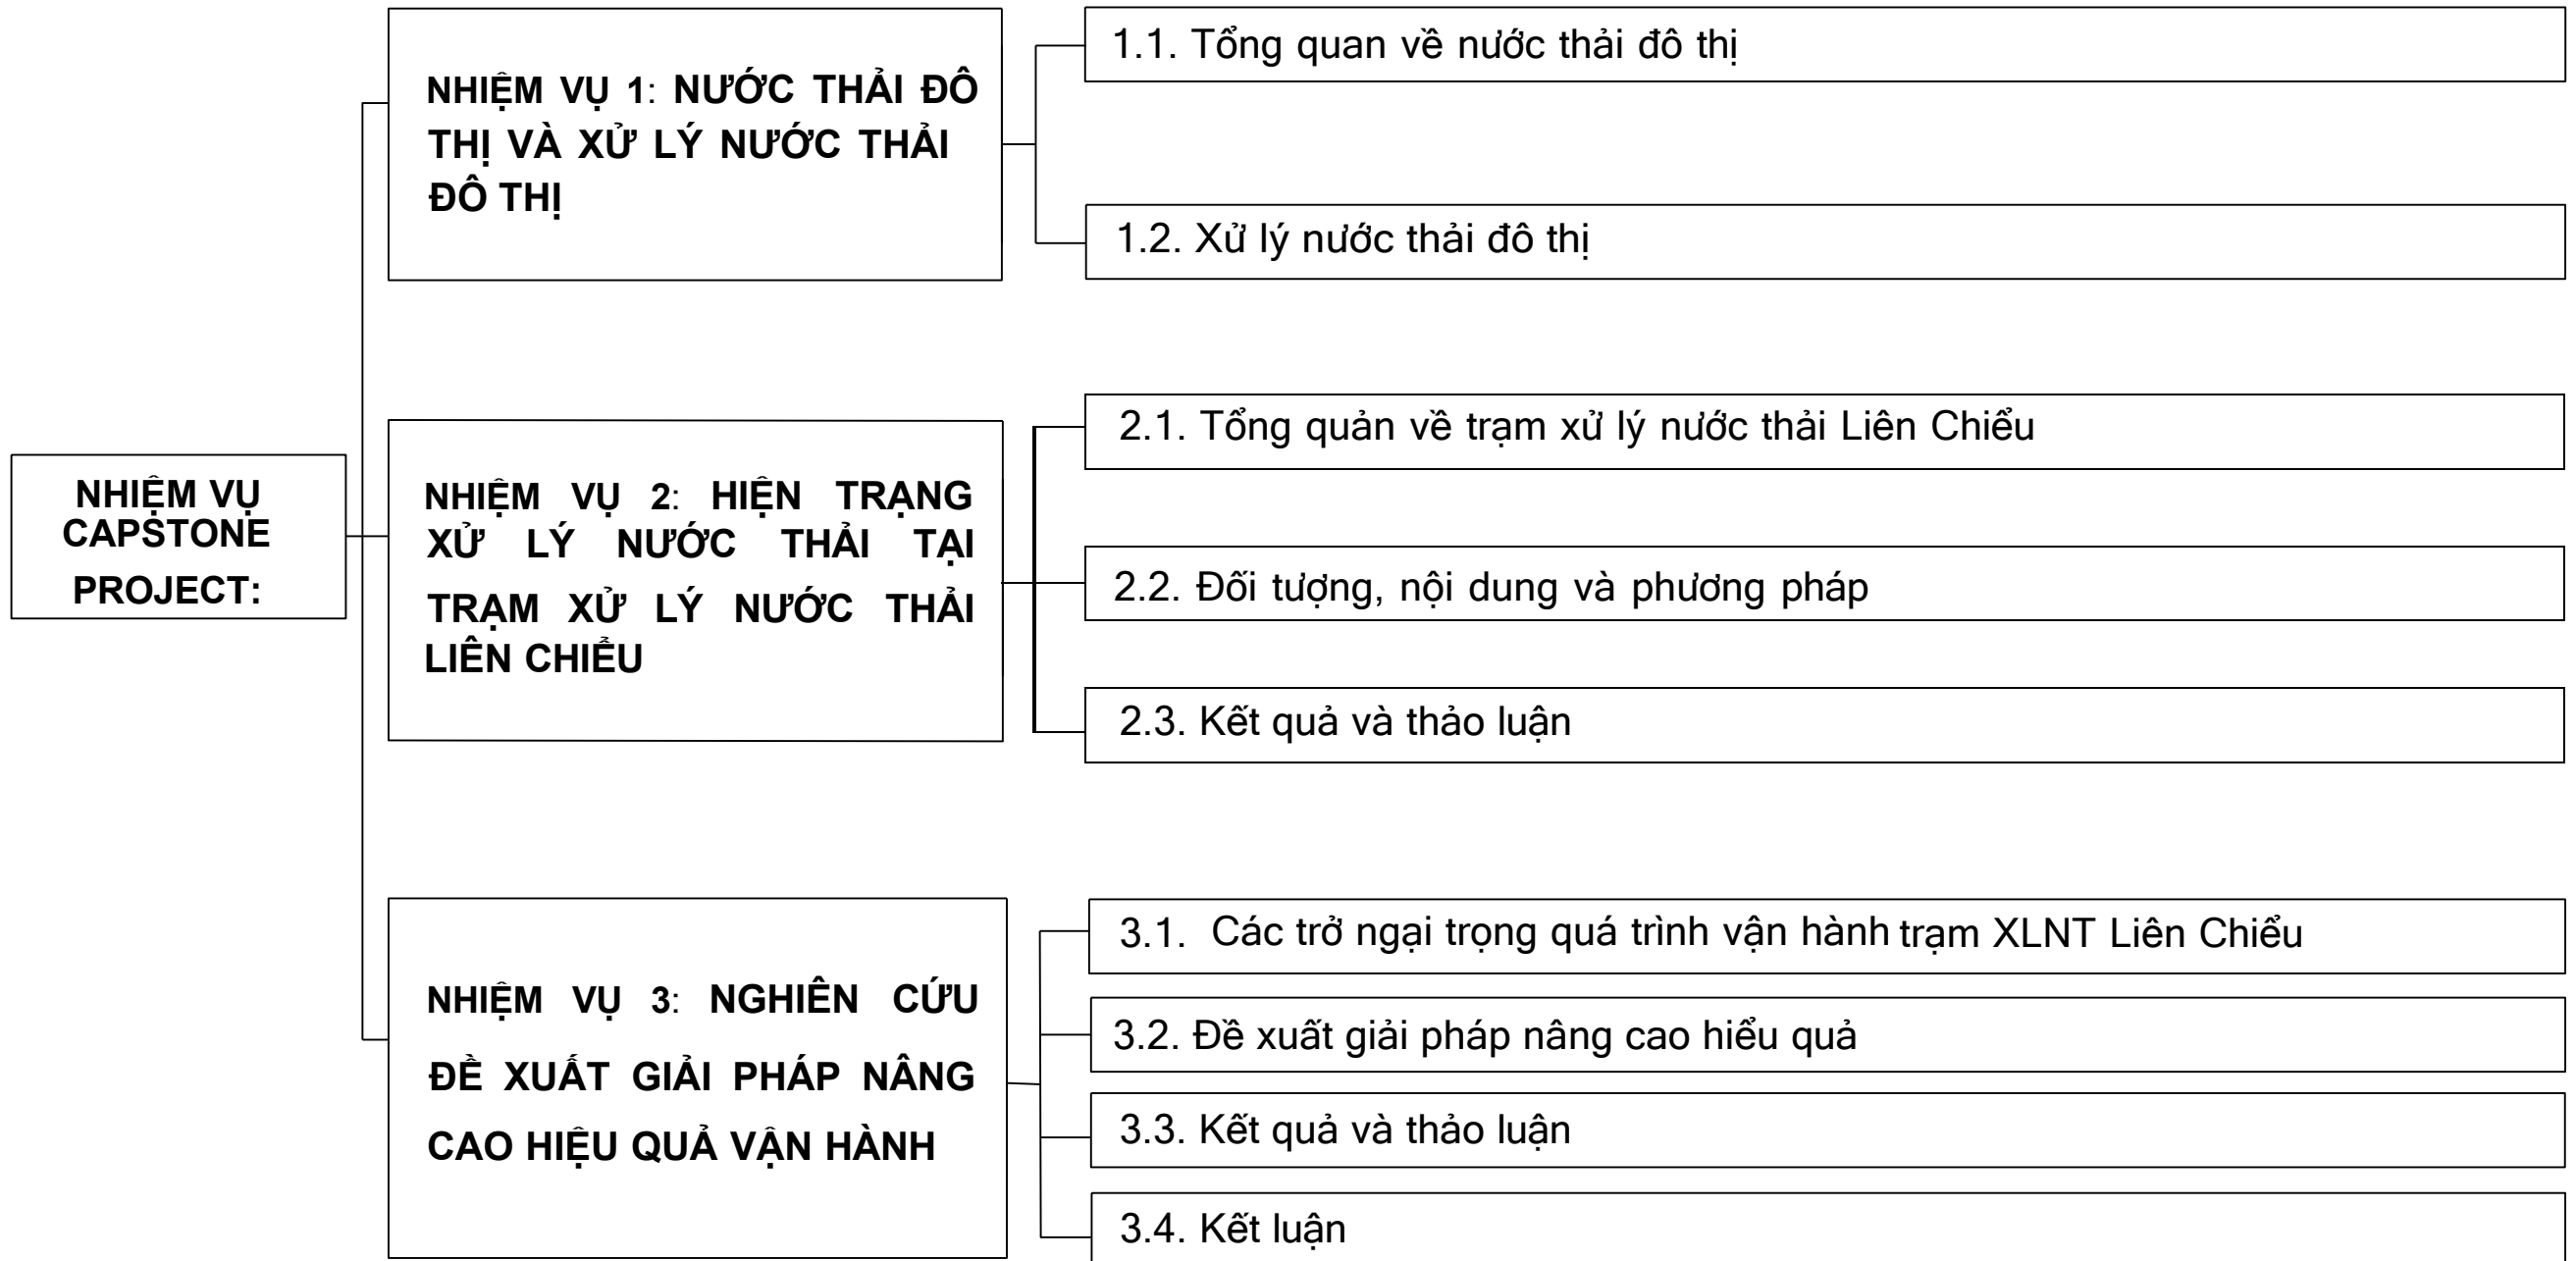 NHIỆM VỤ
CAPSTONE
PROJECT:
NHIỆM VỤ 1: NƯỚC THẢI ĐÔ
THỊ VÀ XỬ LÝ NƯỚC THẢI
ĐÔ THỊ
1.1. Tổng quan về nước thải đô thị
1.2. Xử lý nước thải đô thị
NHIỆM VỤ 2: HIỆN TRẠNG
XỬ LÝ NƯỚC THẢI TẠI
TRẠM XỬ LÝ NƯỚC THẢI
LIÊN CHIỂU
2.1. Tổng quản về trạm xử lý nước thải Liên Chiểu
2.2. Đối tượng, nội dung và phương pháp
2.3. Kết quả và thảo luận
NHIỆM VỤ 3: NGHIÊN CỨU
ĐỀ XUẤT GIẢI PHÁP NÂNG
CAO HIỆU QUẢ VẬN HÀNH
3.1. Các trở ngại trọng quá trình vận hành trạm XLNT Liên Chiểu
3.2. Đề xuất giải pháp nâng cao hiểu quả
3.3. Kết quả và thảo luận
3.4. Kết luận